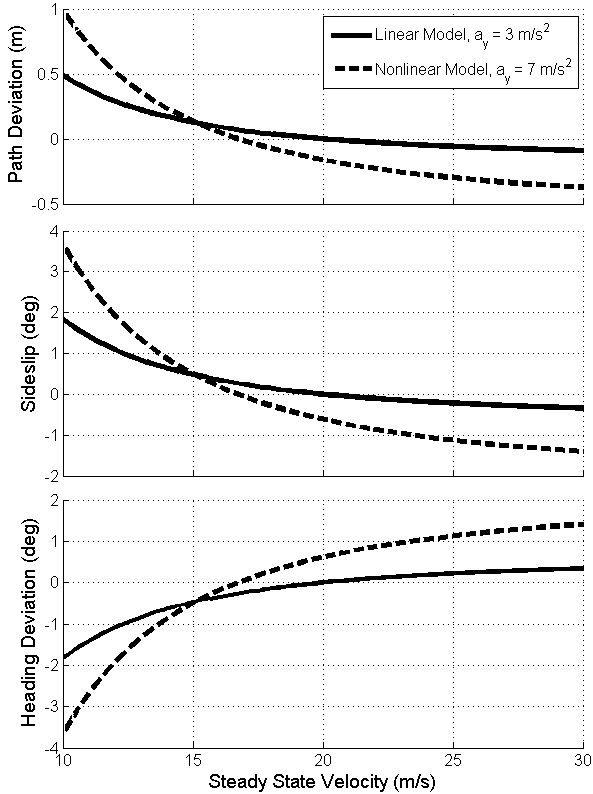 Linear Model, a_y = 3 m/s²
Nonlinear Model, a_y = 7 m/s²
Path Deviation (m)
1
0.5
0
-0.5
Sideslip (deg)
4
3
2
1
0
-1
-2
Heading Deviation (deg)
2
1
0
-1
-2
-3
-4
10 15 20 25 30
Steady State Velocity (m/s)